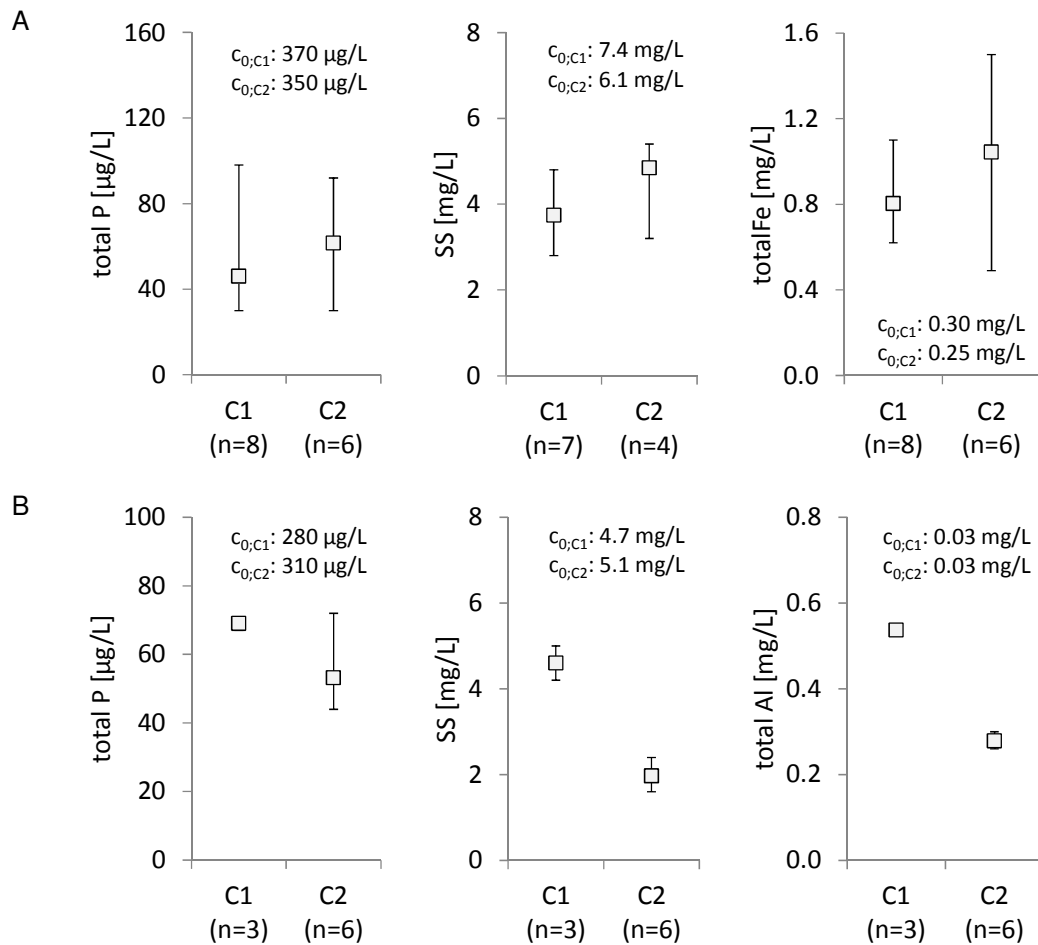 A
total P [µg/L]
160
120
80
40
0
c0;C1: 370 µg/L
c0;C2: 350 µg/L
C1
(n=8)
C2
(n=6)
SS [mg/L]
8
6
4
2
0
c0;C1: 7.4 mg/L
c0;C2: 6.1 mg/L
C1
(n=7)
C2
(n=4)
totalFe [mg/L]
1.6
1.2
0.8
0.4
0.0
c0;C1: 0.30 mg/L
c0;C2: 0.25 mg/L
C1
(n=8)
C2
(n=6)
B
total P [µg/L]
100
80
60
40
20
0
c0;C1: 280 µg/L
c0;C2: 310 µg/L
C1
(n=3)
C2
(n=6)
SS [mg/L]
8
6
4
2
0
c0;C1: 4.7 mg/L
c0;C2: 5.1 mg/L
C1
(n=3)
C2
(n=6)
total Al [mg/L]
0.8
0.6
0.4
0.2
0.0
c0;C1: 0.03 mg/L
c0;C2: 0.03 mg/L
C1
(n=3)
C2
(n=6)